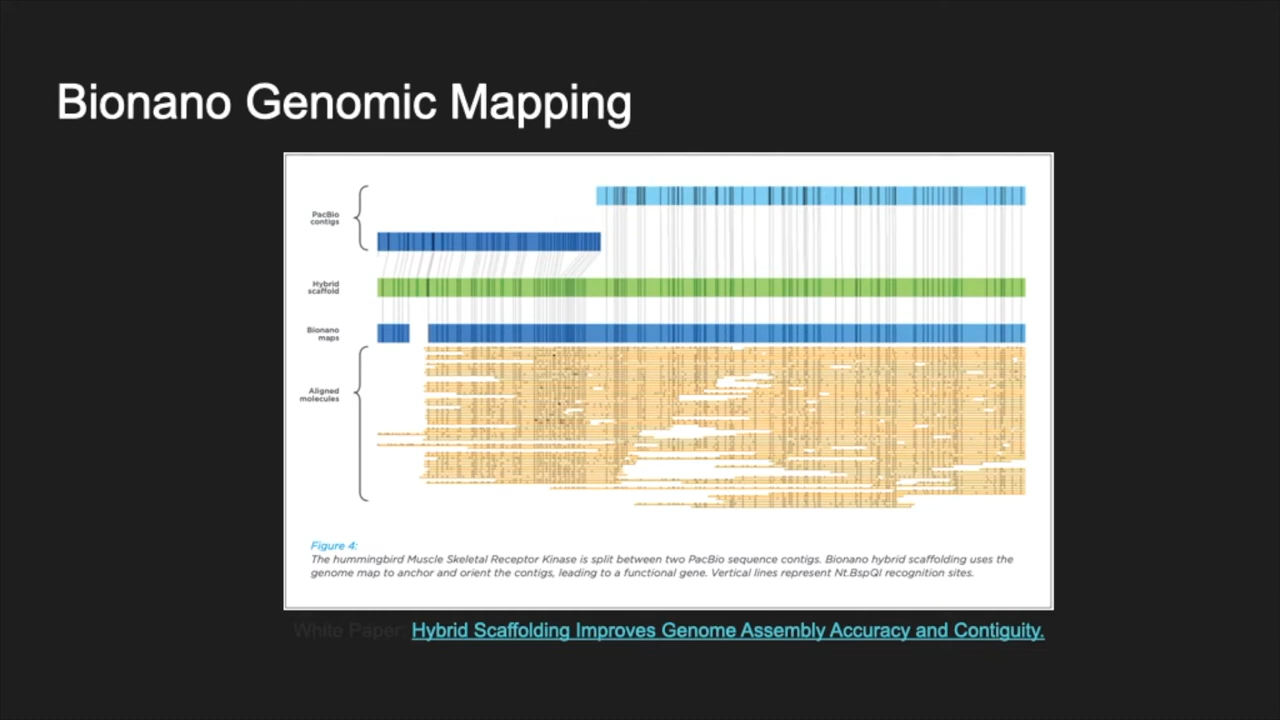 Bionano Genomic Mapping
PacBio
contigs
Hybrid
scaffold
Bionano
maps
Aligned
molecules
Figure 4:
The hummingbird Muscle Skeletal Receptor Kinase is split between two PacBio sequence contigs. Bionano hybrid scaffolding uses the
genome map to anchor and orient the contigs, leading to a functional gene. Vertical lines represent Nt.BspQI recognition sites.
White Paper: Hybrid Scaffolding Improves Genome Assembly Accuracy and Contiguity.